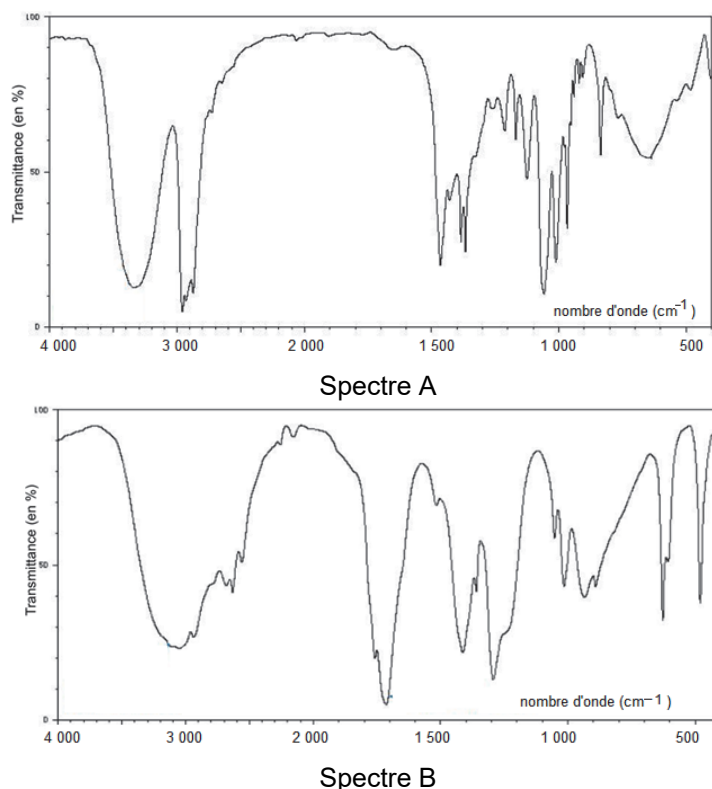 100
Transmittance (en %)
50
0
nombre d'onde (cm⁻¹)
4 000 3 000 2 000 1 500 1 000 500
Spectre A
100
Transmittance (en %)
50
0
nombre d'onde (cm⁻¹)
4 000 3 000 2 000 1 500 1 000 500
Spectre B